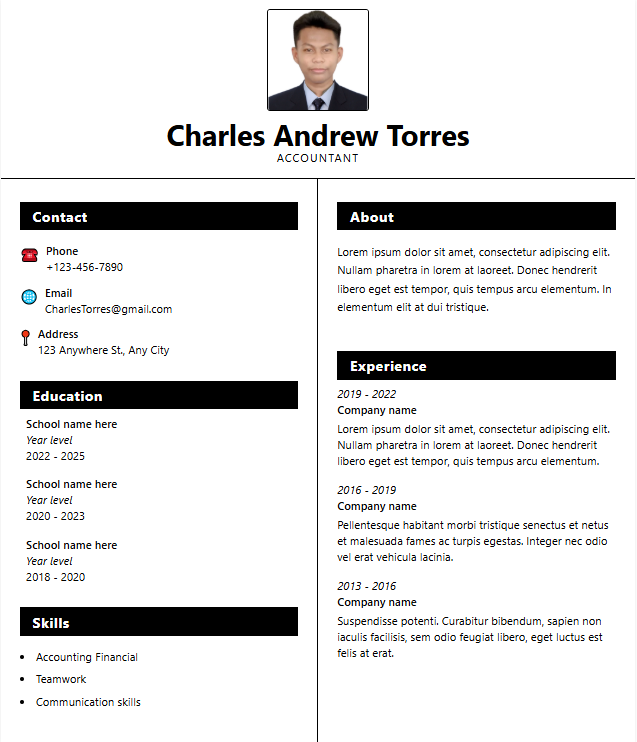 Charles Andrew Torres
ACCOUNTANT
Contact
Phone
+123-456-7890
Email
CharlesTorres@gmail.com
Address
123 Anywhere St., Any City
Education
School name here
Year level
2022 - 2025
School name here
Year level
2020 - 2023
School name here
Year level
2018 - 2020
Skills
• Accounting Financial
• Teamwork
• Communication skills
About
Lorem ipsum dolor sit amet, consectetur adipiscing elit.
Nullam pharetra in lorem at laoreet. Donec hendrerit
libero eget est tempor, quis tempus arcu elementum. In
elementum elit at dui tristique.
Experience
2019 - 2022
Company name
Lorem ipsum dolor sit amet, consectetur adipiscing elit.
Nullam pharetra in lorem at laoreet. Donec hendrerit
libero eget est tempor, quis tempus arcu elementum.
2016 - 2019
Company name
Pellentesque habitant morbi tristique senectus et netus
et malesuada fames ac turpis egestas. Integer nec odio
vel erat vehicula lacinia.
2013 - 2016
Company name
Suspendisse potenti. Curabitur bibendum, sapien non
iaculis facilisis, sem odio feugiat libero, eget luctus est
felis at erat.